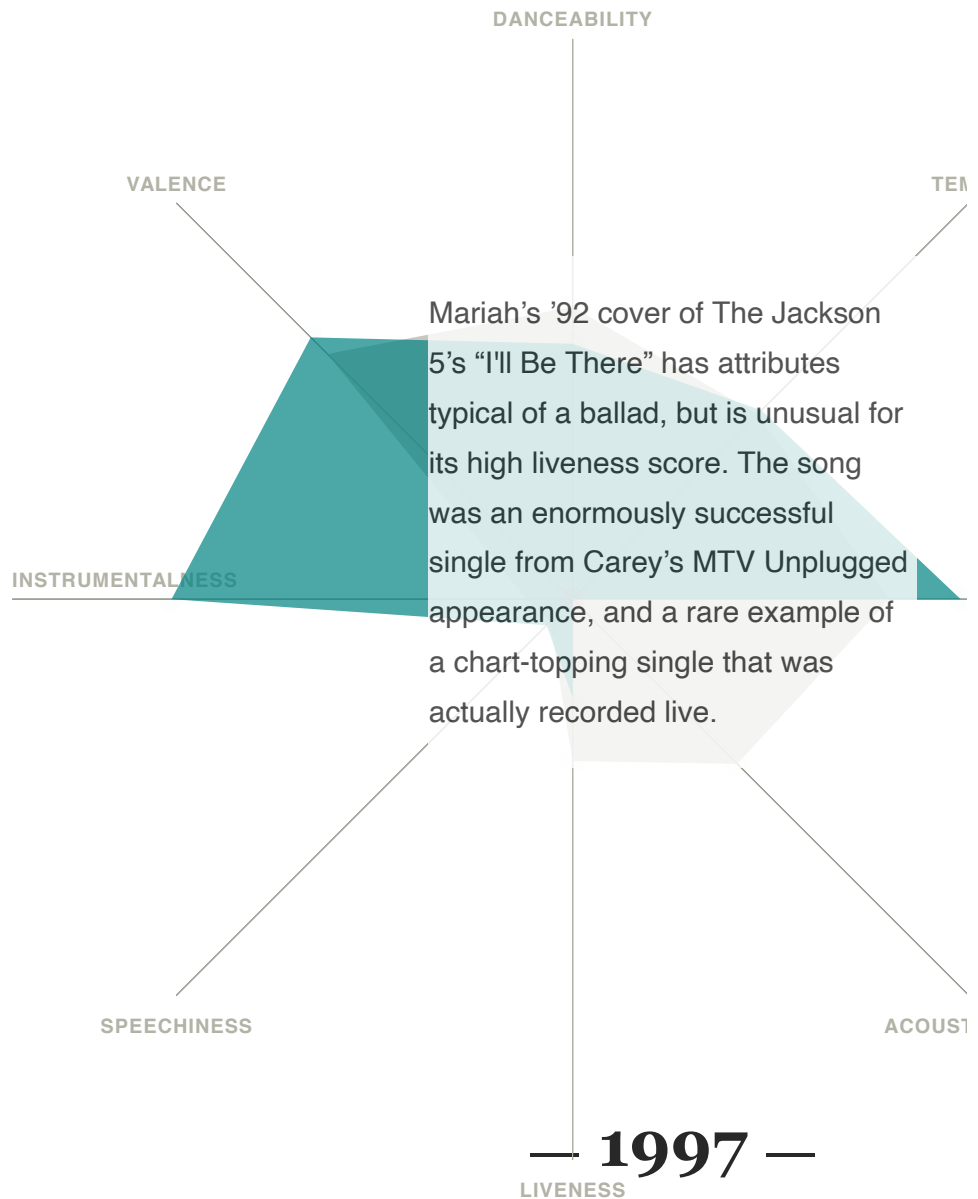 DANCEABILITY
VALENCE
TEM
Mariah’s ’92 cover of The Jackson
5’s “I'll Be There” has attributes
typical of a ballad, but is unusual for
its high liveness score. The song
was an enormously successful
single from Carey’s MTV Unplugged
appearance, and a rare example of
a chart-topping single that was
actually recorded live.
INSTRUMENTALNESS
SPEECHINESS
ACOUST
— 1997 —
LIVENESS